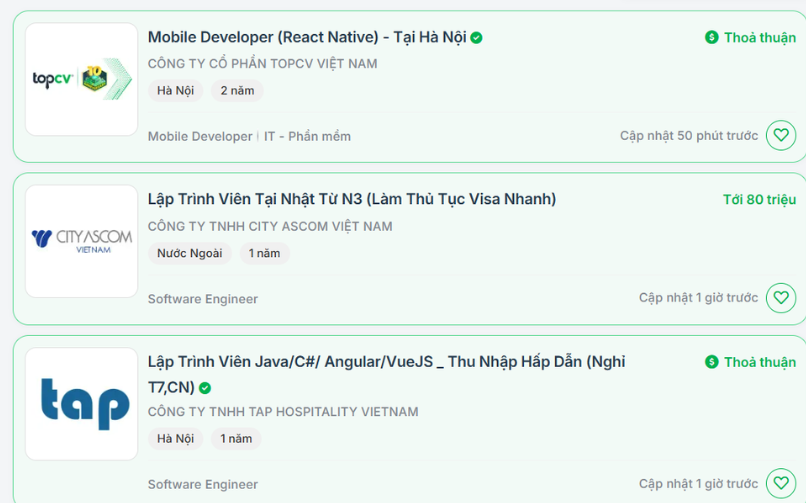 topcv
Mobile Developer (React Native) - Tại Hà Nội
Thoả thuận
CÔNG TY CỔ PHẦN TOPCV VIỆT NAM
Hà Nội
2 năm
Mobile Developer | IT - Phần mềm
Cập nhật 50 phút trước
CITY ASCOM
VIETNAM
Lập Trình Viên Tại Nhật Từ N3 (Làm Thủ Tục Visa Nhanh)
Tới 80 triệu
CÔNG TY TNHH CITY ASCOM VIỆT NAM
Nước Ngoài
1 năm
Software Engineer
Cập nhật 1 giờ trước
tap
Lập Trình Viên Java/C#/ Angular/VueJS _ Thu Nhập Hấp Dẫn (Nghỉ
T7,CN)
Thoả thuận
CÔNG TY TNHH TAP HOSPITALITY VIETNAM
Hà Nội
1 năm
Software Engineer
Cập nhật 1 giờ trước